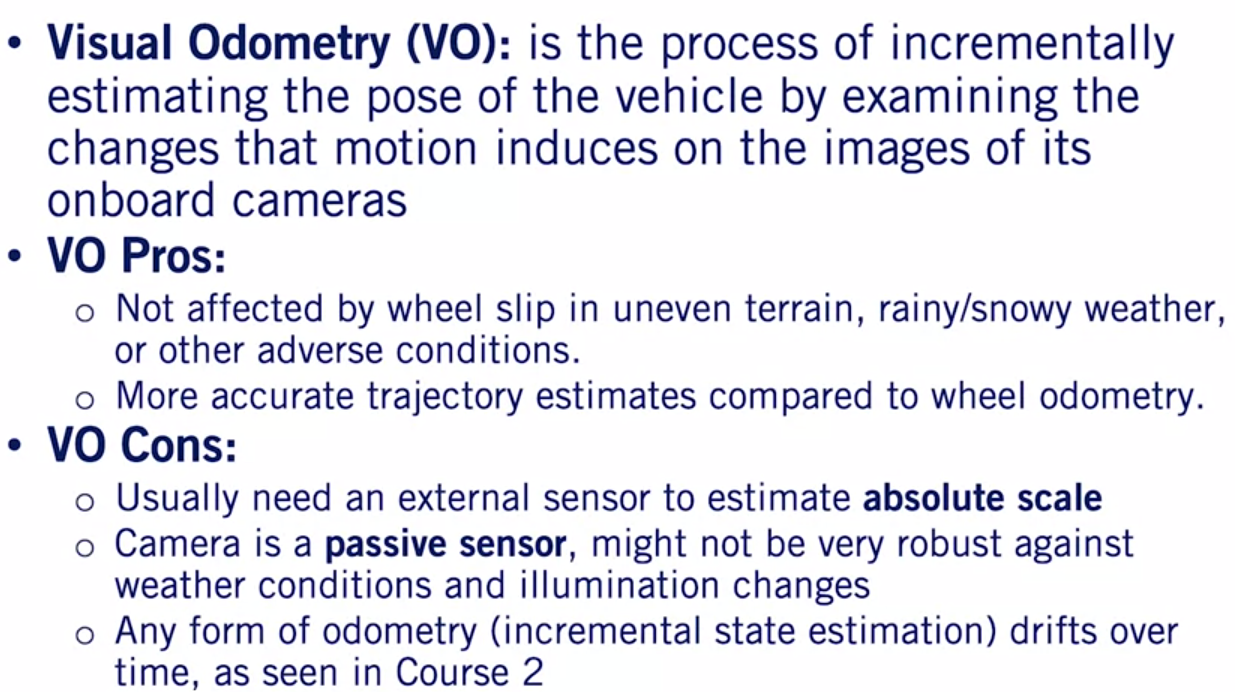 • Visual Odometry (VO): is the process of incrementally
estimating the pose of the vehicle by examining the
changes that motion induces on the images of its
onboard cameras
• VO Pros:
o Not affected by wheel slip in uneven terrain, rainy/snowy weather,
or other adverse conditions.
o More accurate trajectory estimates compared to wheel odometry.
• VO Cons:
o Usually need an external sensor to estimate absolute scale
o Camera is a passive sensor, might not be very robust against
weather conditions and illumination changes
o Any form of odometry (incremental state estimation) drifts over
time, as seen in Course 2